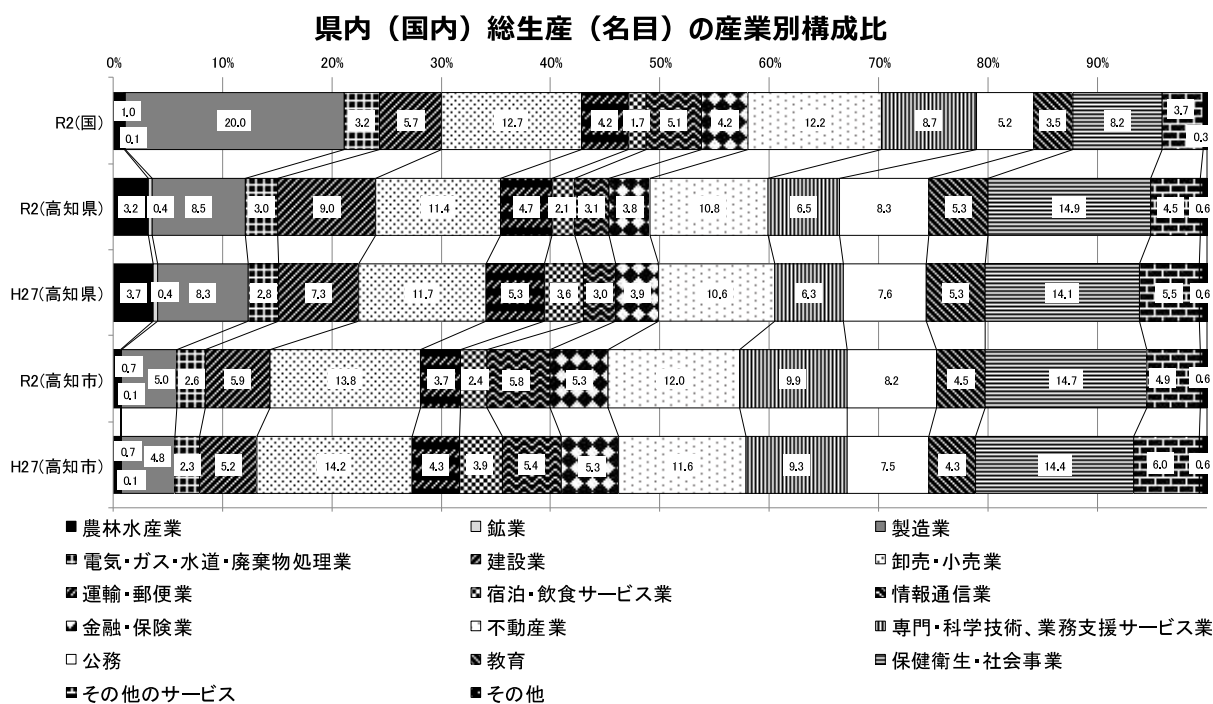 県内（国内）総生産（名目）の産業別構成比
0% 10% 20% 30% 40% 50% 60% 70% 80% 90%
R2(国) 1.0 0.1 20.0 3.2 5.7 12.7 4.2 1.7 5.1 4.2 12.2 8.7 5.2 3.5 8.2 3.7 0.3
R2(高知県) 3.2 0.4 8.5 3.0 9.0 11.4 4.7 2.1 3.1 3.8 10.8 6.5 8.3 5.3 14.9 4.5 0.6
H27(高知県) 3.7 0.4 8.3 2.8 7.3 11.7 5.3 3.6 3.0 3.9 10.6 6.3 7.6 5.3 14.1 5.5 0.6
R2(高知市) 0.7 0.1 5.0 2.6 5.9 13.8 3.7 2.4 5.8 5.3 12.0 9.9 8.2 4.5 14.7 4.9 0.6
H27(高知市) 0.7 0.1 4.8 2.3 5.2 14.2 4.3 3.9 5.4 5.3 11.6 9.3 7.5 4.3 14.4 6.0 0.6
農林水産業 鉱業 製造業
電気・ガス・水道・廃棄物処理業 建設業 卸売・小売業
運輸・郵便業 宿泊・飲食サービス業 情報通信業
金融・保険業 不動産業 専門・科学技術、業務支援サービス業
公務 教育 保健衛生・社会事業
その他のサービス その他